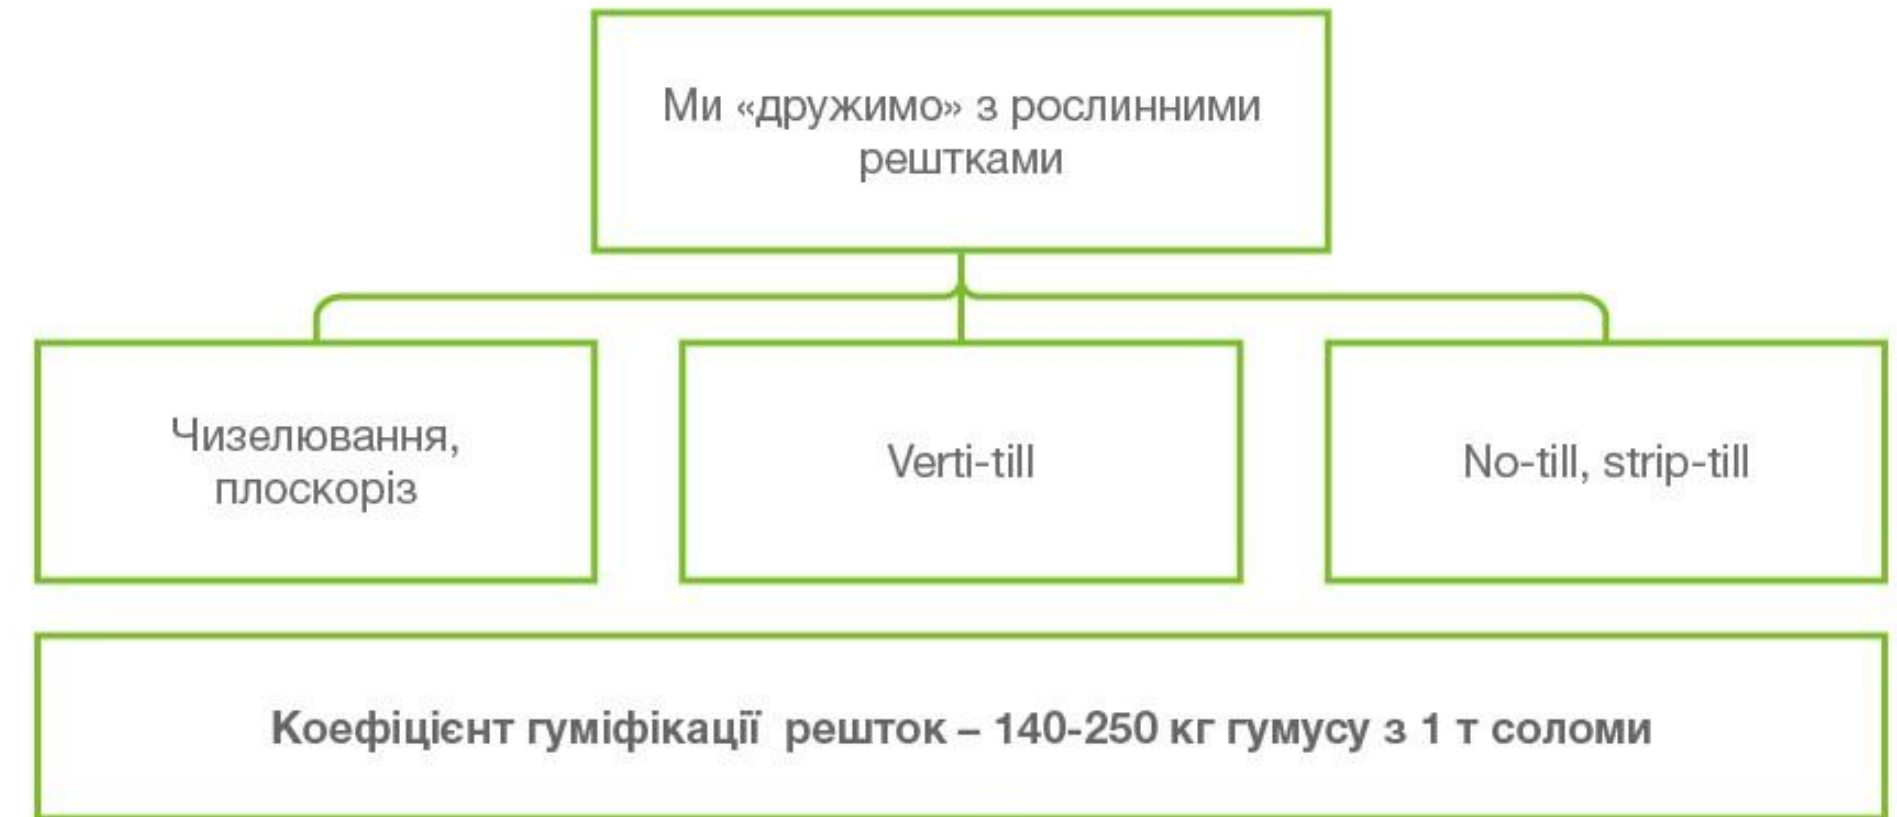 Ми «дружимо» з рослинними
рештками
Чизелювання,
плоскоріз
Verti-till
No-till, strip-till
Коефіцієнт гуміфікації решток – 140-250 кг гумусу з 1 т соломи